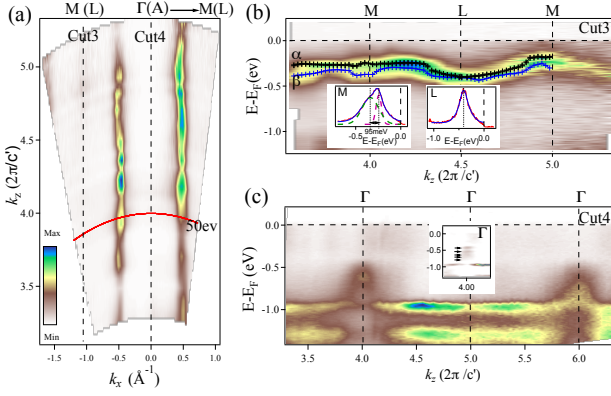 (a)
M (L) Γ(A) M(L)
Cut3 Cut4
5.0
4.5
4.0
3.5
k_z (2π/c')
50ev
Max
Min
-1.5 -1.0 -0.5 0.0 0.5 1.0
k_x (Å⁻¹)
(b)
M L M
Cut3
0.0
-0.5
-1.0
E-E_F(ev)
α
β
M
95meV
0.0
E-E_F(eV)
L
-1.0 0.0
E-E_F(eV)
4.0 4.5 5.0
k_z (2π/c')
(c)
Γ Γ Γ
Cut4
0.0
-0.5
-1.0
E-E_F (eV)
Γ
0.0
-0.5
-1.0
4.00
3.5 4.0 4.5 5.0 5.5 6.0
k_z (2π/c')